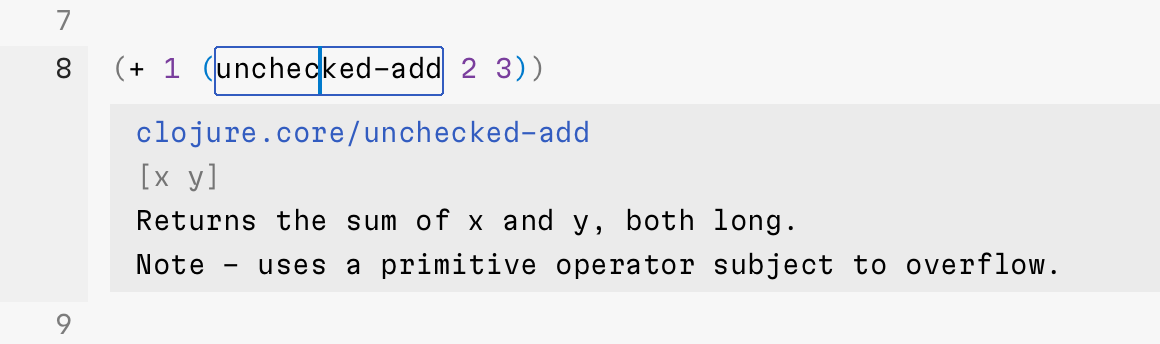 7
8 (+ 1 (unchecked-add 2 3))
clojure.core/unchecked-add
[x y]
Returns the sum of x and y, both long.
Note - uses a primitive operator subject to overflow.
9